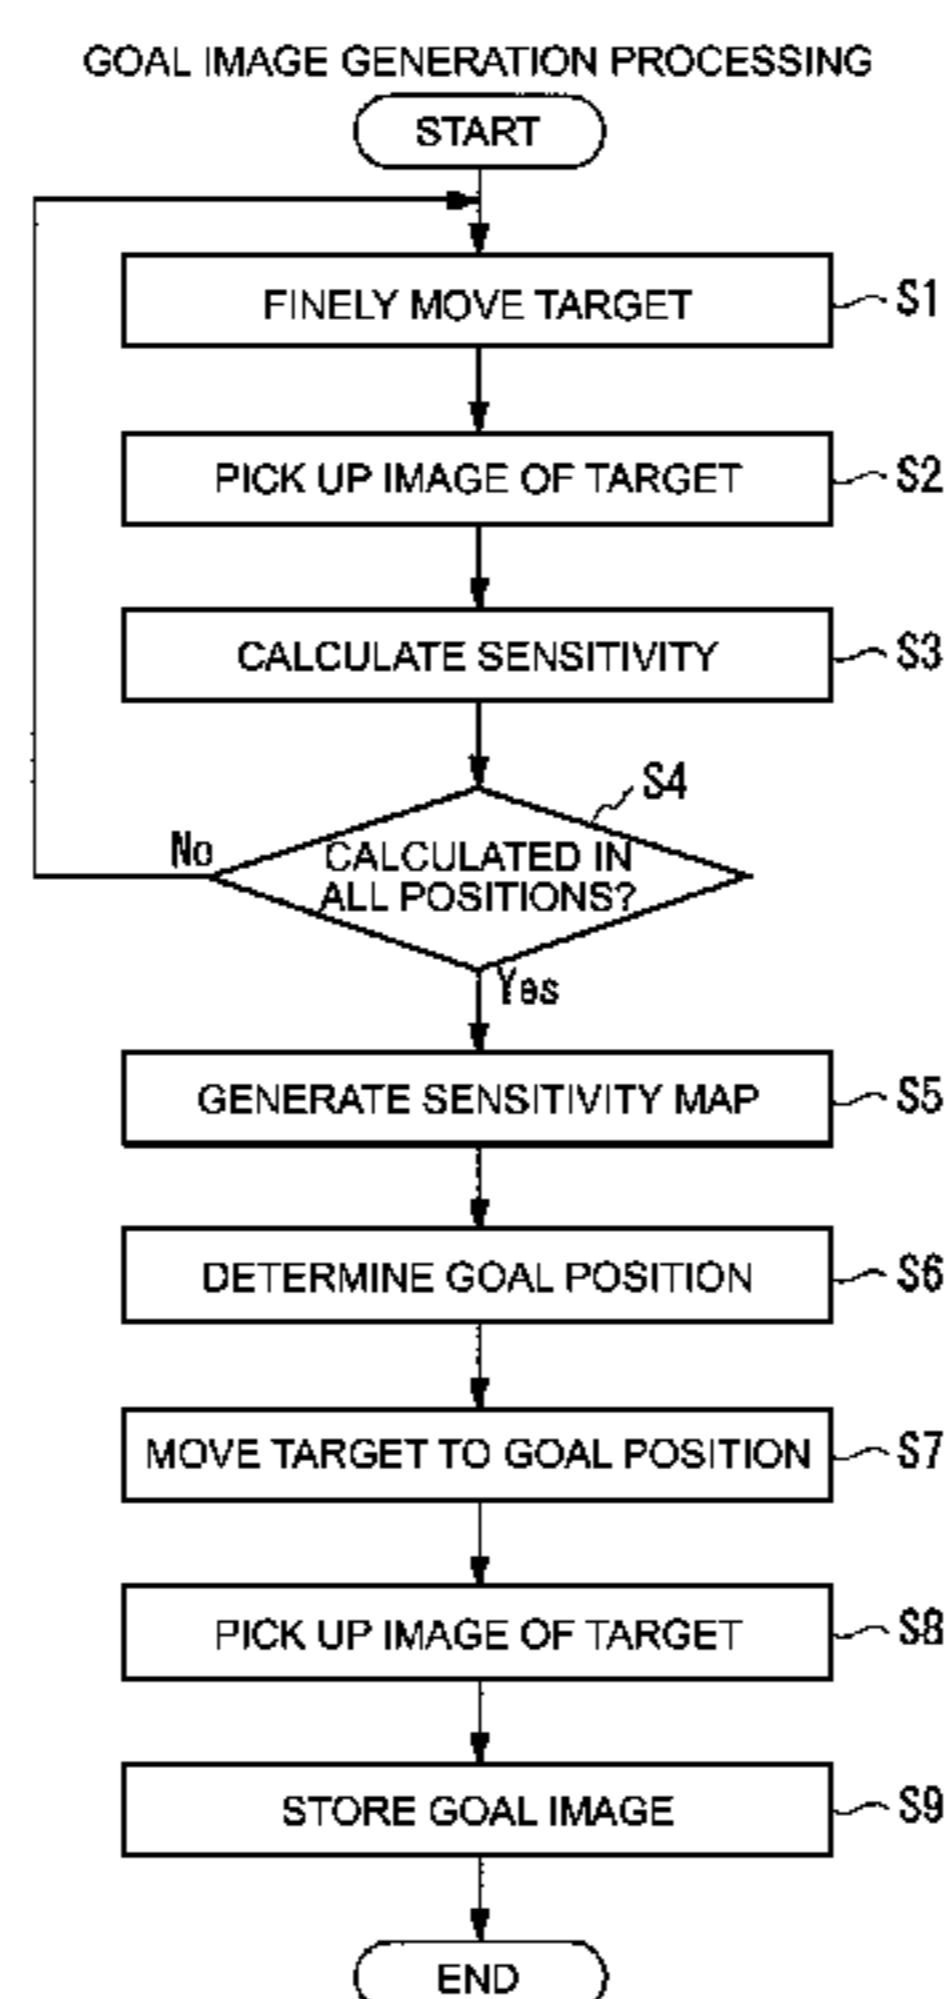 GOAL IMAGE GENERATION PROCESSING
START
FINELY MOVE TARGET
S1
PICK UP IMAGE OF TARGET
S2
CALCULATE SENSITIVITY
S3
S4
No
CALCULATED IN
ALL POSITIONS?
Yes
GENERATE SENSITIVITY MAP
S5
DETERMINE GOAL POSITION
S6
MOVE TARGET TO GOAL POSITION
S7
PICK UP IMAGE OF TARGET
S8
STORE GOAL IMAGE
S9
END